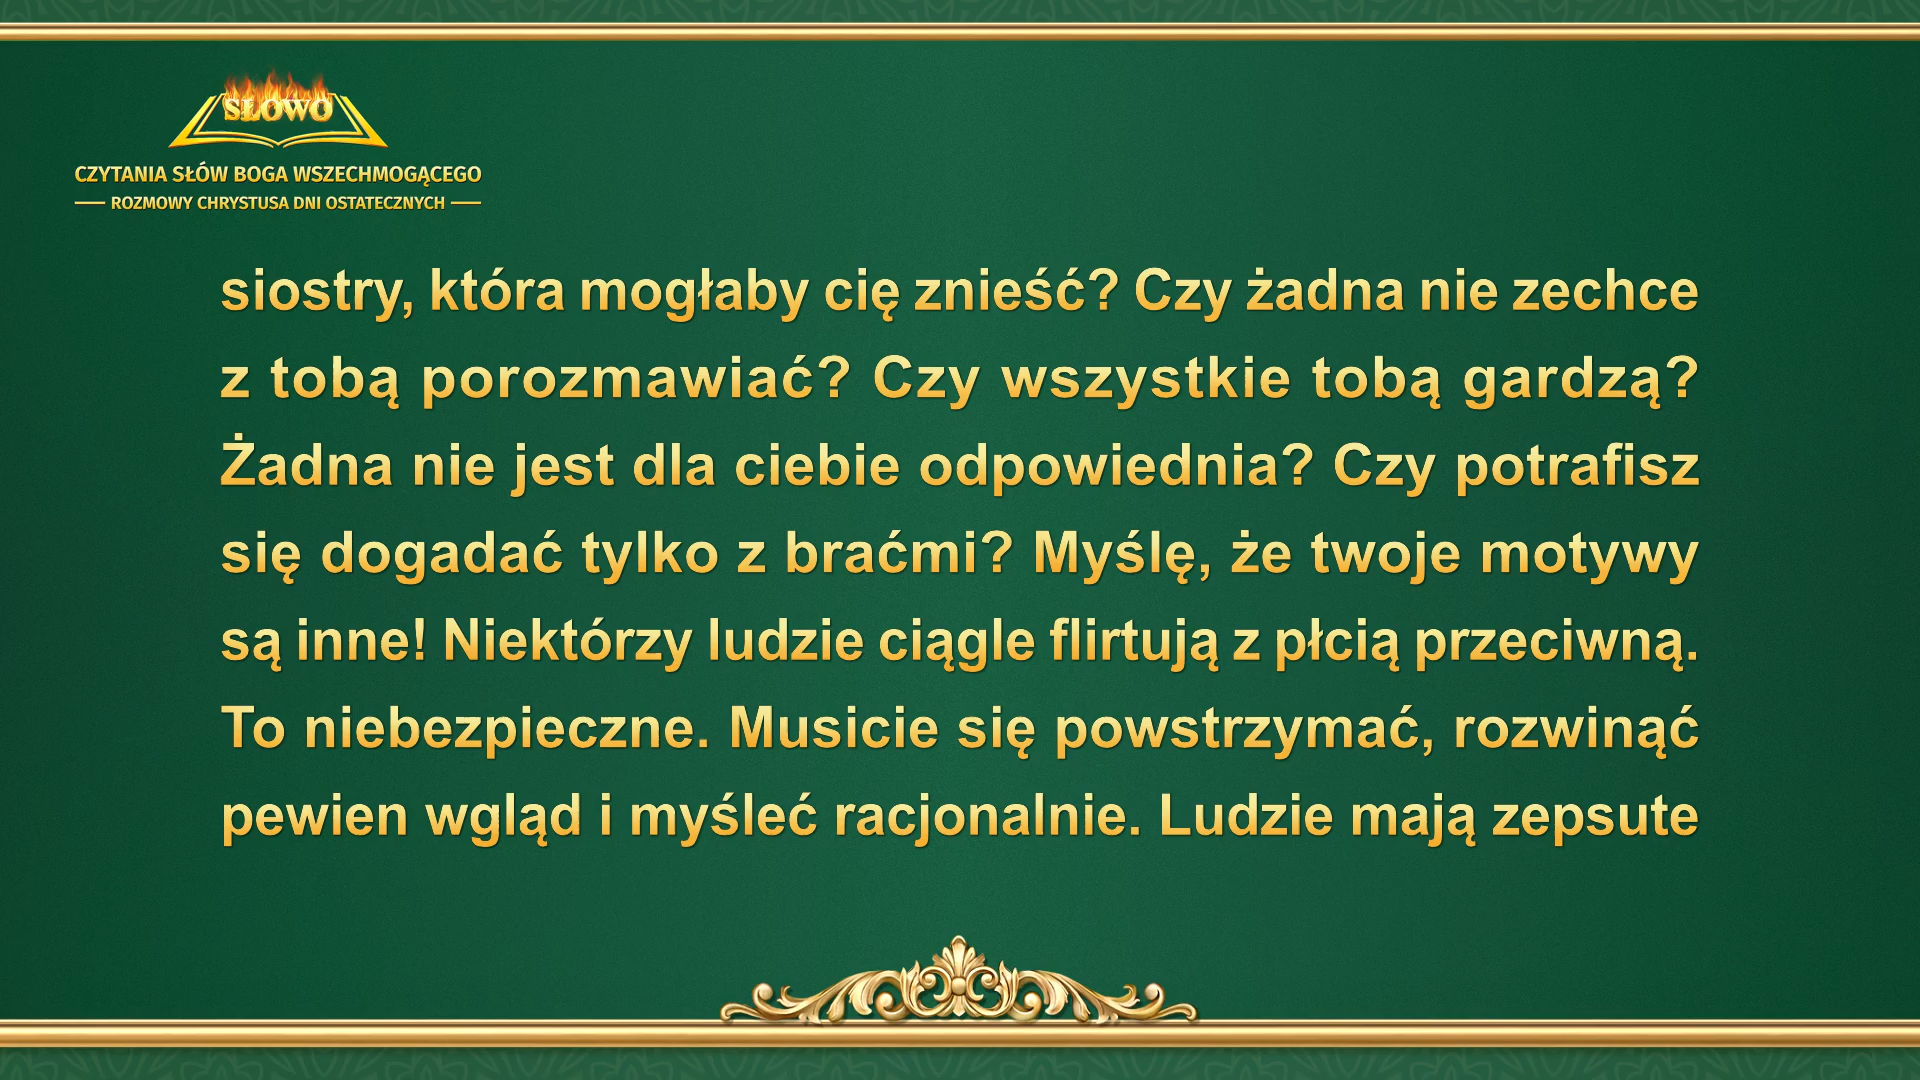 SŁOWO
CZYTANIA SŁÓW BOGA WSZECHMOGĄCEGO
ROZMOWY CHRYSTUSA DNI OSTATECZNYCH
siostry, która mogłaby cię znieść? Czy żadna nie zechce
z tobą porozmawiać? Czy wszystkie tobą gardzą?
Żadna nie jest dla ciebie odpowiednia? Czy potrafisz
się dogadać tylko z braćmi? Myślę, że twoje motywy
są inne! Niektórzy ludzie ciągle flirtują z płcią przeciwną.
To niebezpieczne. Musicie się powstrzymać, rozwinąć
pewien wgląd i myśleć racjonalnie. Ludzie mają zepsute